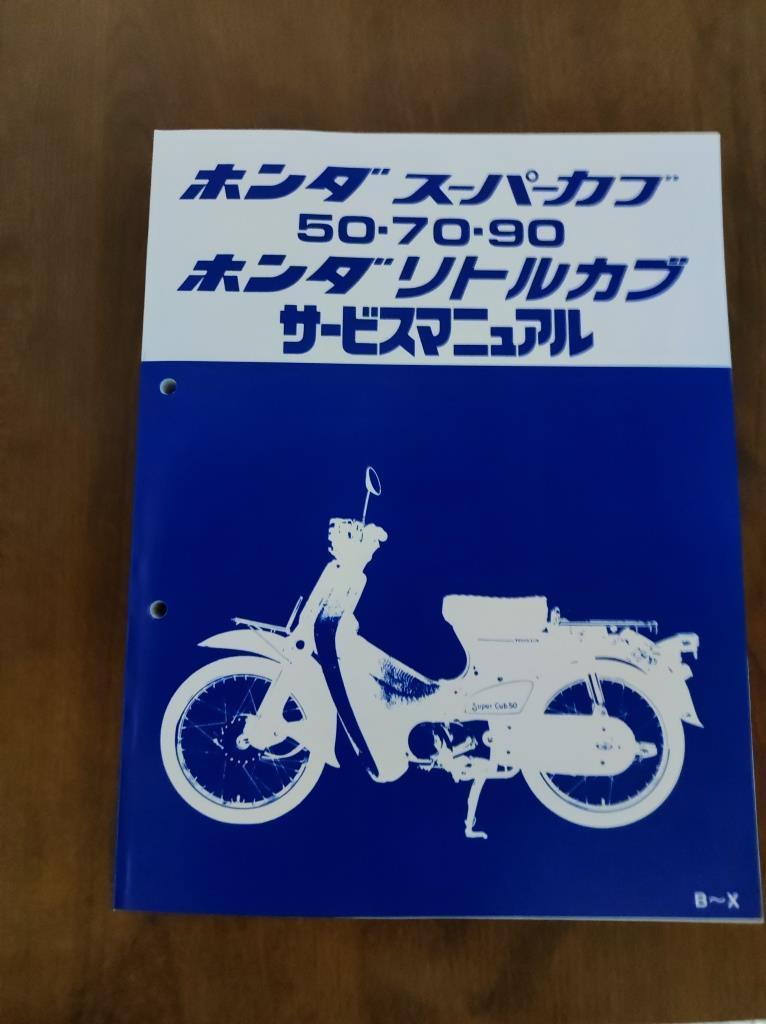 ホンダ スーパーカブ
50・70・90
ホンダ リトルカブ
サービスマニュアル
HONDA
Super Cub 50
B〜X